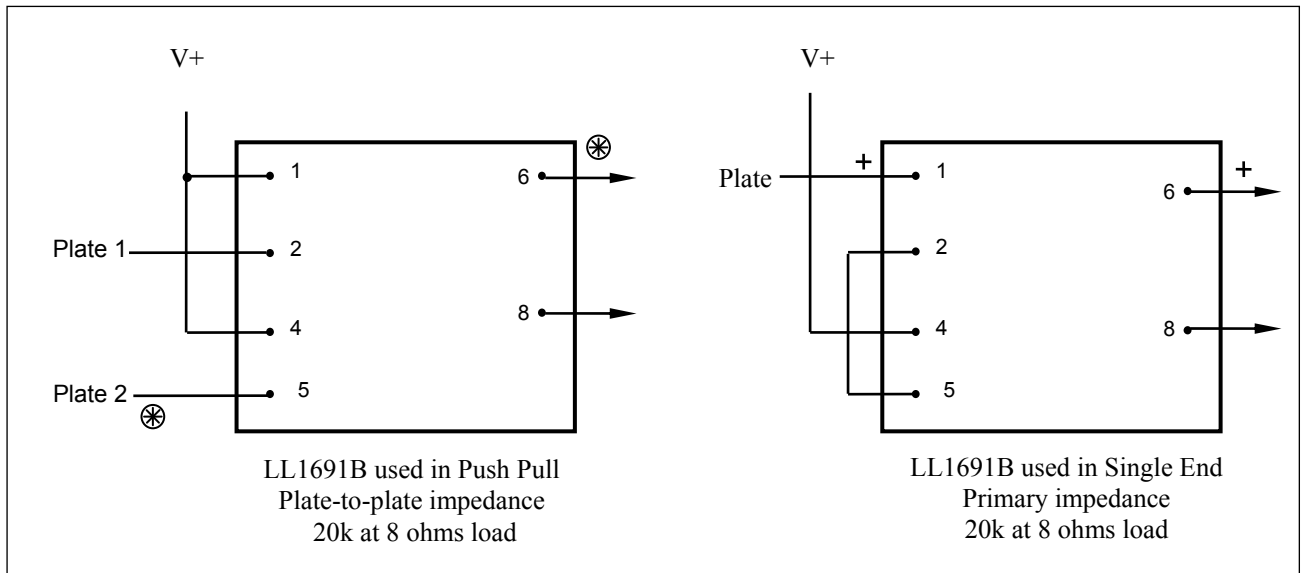 V+
1
2
4
5
6
8
Plate 1
Plate 2
LL1691B used in Push Pull
Plate-to-plate impedance
20k at 8 ohms load
V+
Plate
+
1
2
4
5
6
8
+
LL1691B used in Single End
Primary impedance
20k at 8 ohms load